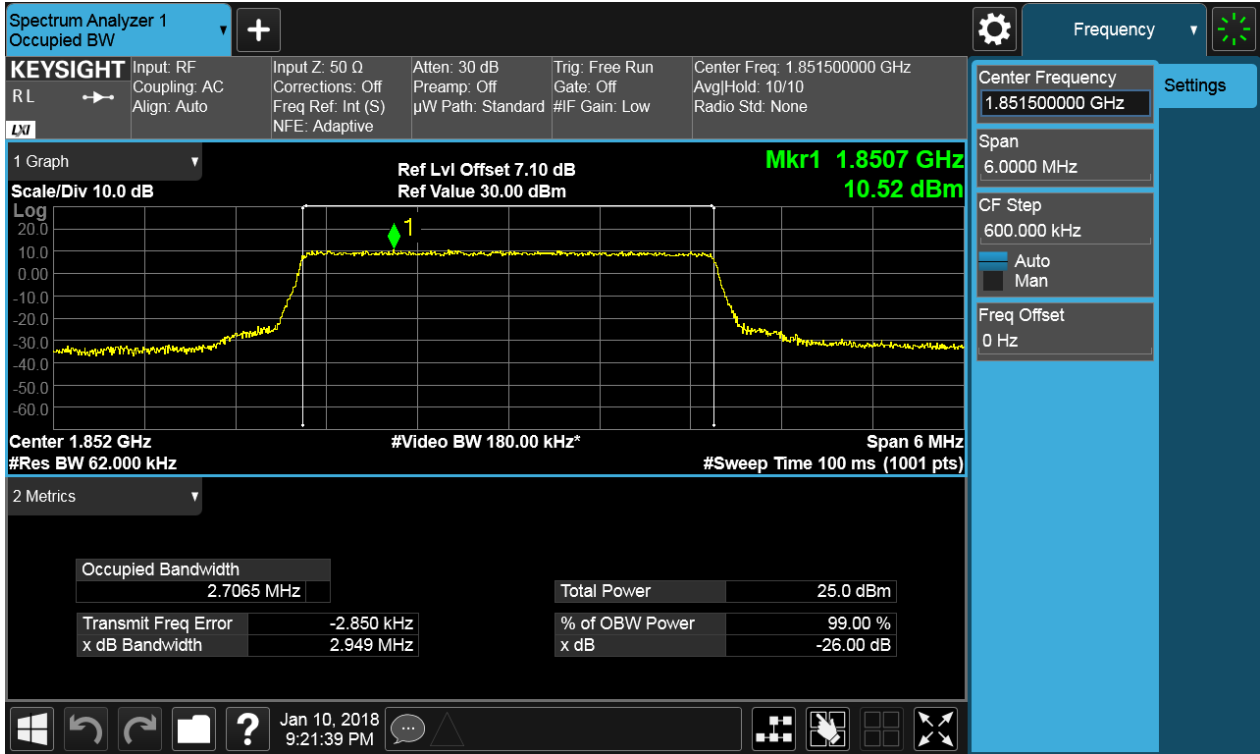 Spectrum Analyzer 1
Occupied BW
+
Frequency
KEYSIGHT
R L
LXI
Input: RF
Coupling: AC
Align: Auto
Input Z: 50 Ω
Corrections: Off
Freq Ref: Int (S)
NFE: Adaptive
Atten: 30 dB
Preamp: Off
µW Path: Standard
Trig: Free Run
Gate: Off
#IF Gain: Low
Center Freq: 1.851500000 GHz
Avg|Hold: 10/10
Radio Std: None
Center Frequency
1.851500000 GHz
Settings
Span
6.0000 MHz
CF Step
600.000 kHz
Auto
Man
Freq Offset
0 Hz
1 Graph
Scale/Div 10.0 dB
Ref Lvl Offset 7.10 dB
Ref Value 30.00 dBm
Mkr1 1.8507 GHz
10.52 dBm
Log
20.0
10.0
0.00
-10.0
-20.0
-30.0
-40.0
-50.0
-60.0
1
Center 1.852 GHz
#Video BW 180.00 kHz*
Span 6 MHz
#Res BW 62.000 kHz
#Sweep Time 100 ms (1001 pts)
2 Metrics
Occupied Bandwidth
2.7065 MHz
Total Power 25.0 dBm
Transmit Freq Error -2.850 kHz
% of OBW Power 99.00 %
x dB Bandwidth 2.949 MHz
x dB -26.00 dB
?
Jan 10, 2018
9:21:39 PM